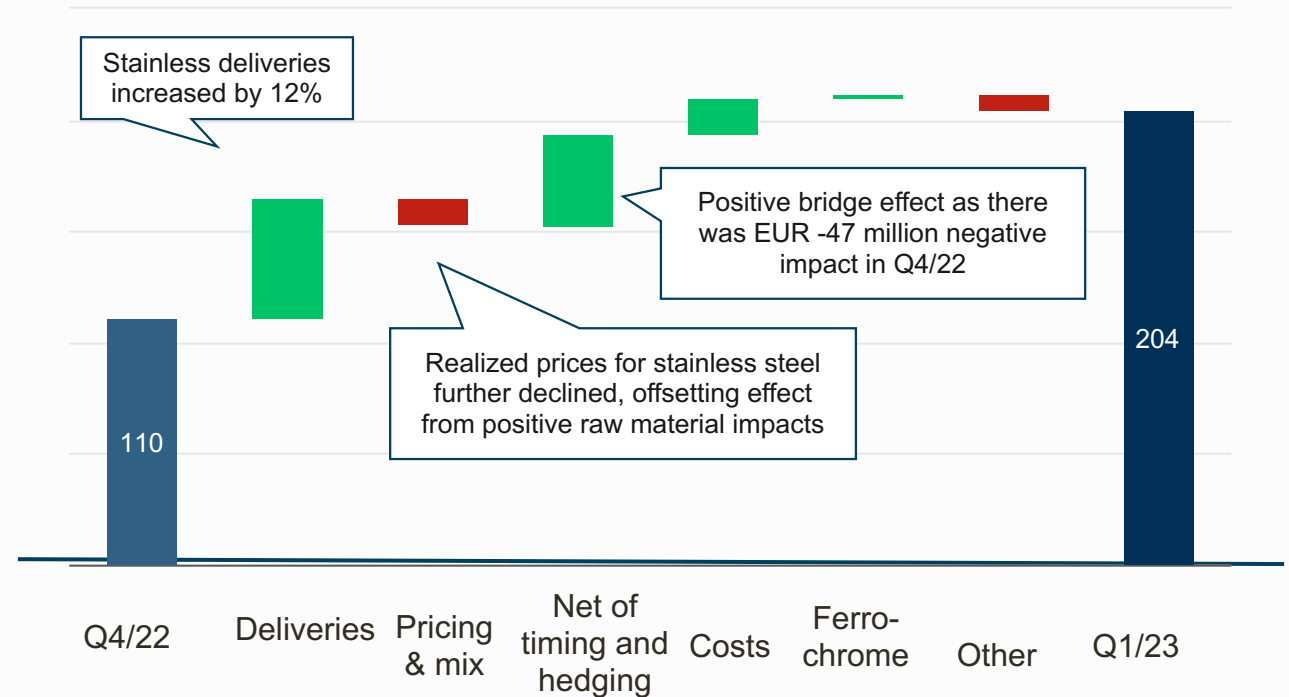 Stainless deliveries
increased by 12%
Positive bridge effect as there
was EUR -47 million negative
impact in Q4/22
Realized prices for stainless steel
further declined, offsetting effect
from positive raw material impacts
110
204
Q4/22
Deliveries
Pricing
& mix
Net of
timing and
hedging
Costs
Ferro-
chrome
Other
Q1/23